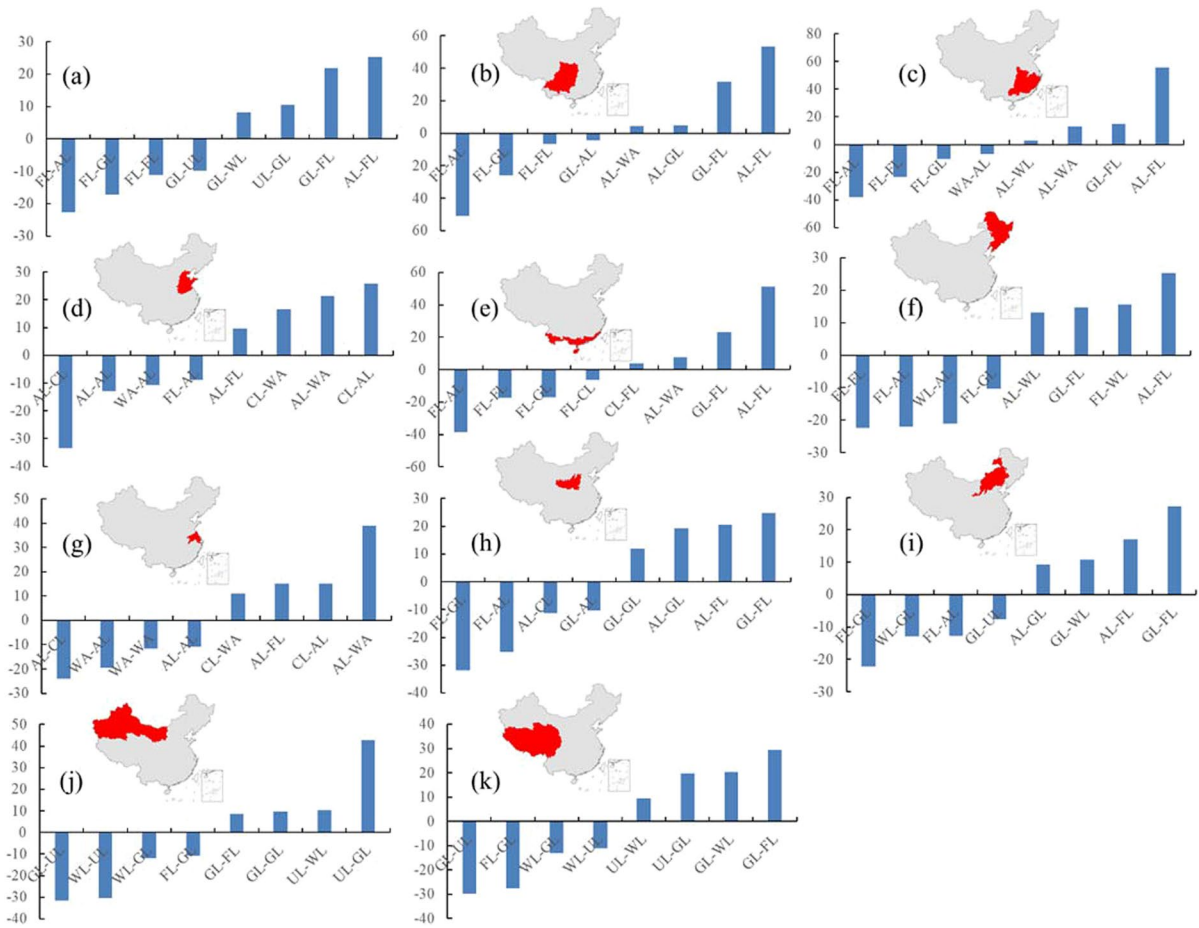 (a)
30
20
10
0
-10
-20
-30
FL-AL
FL-GL
FL-FL
GL-UL
GL-WL
UL-GL
GL-FL
AL-FL
(b)
60
40
20
0
20
40
60
FL-AL
FL-GL
FL-FL
GL-AL
AL-WA
AL-GL
GL-FL
AL-FL
(c)
80
60
40
20
0
-20
-40
60
FL-AL
FL-FL
FL-GL
WA-AL
AL-WL
AL-WA
GL-FL
AL-FL
(d)
30
20
10
0
-10
-20
-30
-40
AL-CL
AL-AL
WA-AL
FL-AL
AL-FL
CL-WA
AL-WA
CL-AL
(e)
60
40
20
0
-20
-40
-60
FL-AL
FL-FL
FL-GL
FL-CL
CL-FL
AL-WA
GL-FL
AL-FL
(f)
30
20
10
0
-10
-20
-30
FL-FL
FL-AL
WL-AL
FL-GL
AL-WL
GL-FL
FL-WL
AL-FL
(g)
50
40
30
20
10
0
-10
-20
-30
AL-CL
WA-AL
WA-WA
AL-AL
CL-WA
AL-FL
CL-AL
AL-WA
(h)
30
20
10
0
-10
-20
-30
-40
FL-GL
FL-AL
AL-CL
GL-AL
GL-GL
AL-GL
AL-FL
GL-FL
(i)
30
20
10
0
-10
-20
-30
FL-GL
WL-GL
FL-AL
GL-UL
AL-GL
GL-WL
AL-FL
GL-FL
(j)
50
40
30
20
10
0
-10
-20
-30
-40
GL-UL
WL-UL
WL-GL
FL-GL
GL-FL
GL-GL
UL-WL
UL-GL
(k)
40
30
20
10
0
-10
-20
-30
-40
GL-UL
FL-GL
WL-GL
WL-UL
UL-WL
UL-GL
GL-WL
GL-FL